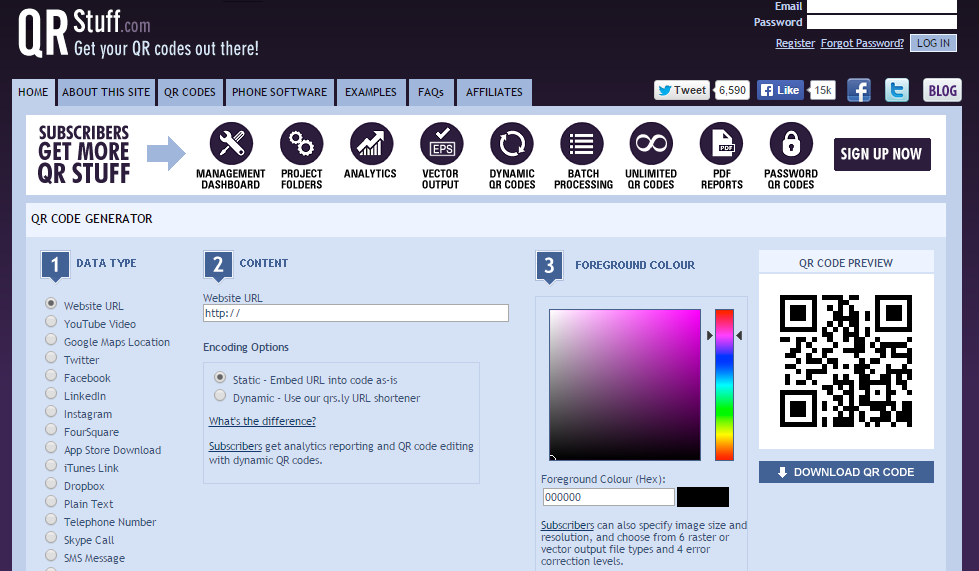 QR Stuff.com
Get your QR codes out there!
Email
Password
Register Forgot Password? LOG IN
HOME ABOUT THIS SITE QR CODES PHONE SOFTWARE EXAMPLES FAQs AFFILIATES
Tweet 6,590 Like 15k BLOG
SUBSCRIBERS
GET MORE
QR STUFF
MANAGEMENT
DASHBOARD
PROJECT
FOLDERS
ANALYTICS
EPS
VECTOR
OUTPUT
DYNAMIC
QR CODES
BATCH
PROCESSING
UNLIMITED
QR CODES
PDF
PDF
REPORTS
PASSWORD
QR CODES
SIGN UP NOW
QR CODE GENERATOR
1 DATA TYPE
Website URL
YouTube Video
Google Maps Location
Twitter
Facebook
LinkedIn
Instagram
FourSquare
App Store Download
iTunes Link
Dropbox
Plain Text
Telephone Number
Skype Call
SMS Message
2 CONTENT
Website URL
http://
Encoding Options
Static - Embed URL into code as-is
Dynamic - Use our qrs.ly URL shortener
What's the difference?
Subscribers get analytics reporting and QR code editing
with dynamic QR codes.
3 FOREGROUND COLOUR
Foreground Colour (Hex):
000000
Subscribers can also specify image size and
resolution, and choose from 6 raster or
vector output file types and 4 error
correction levels.
QR CODE PREVIEW
DOWNLOAD QR CODE